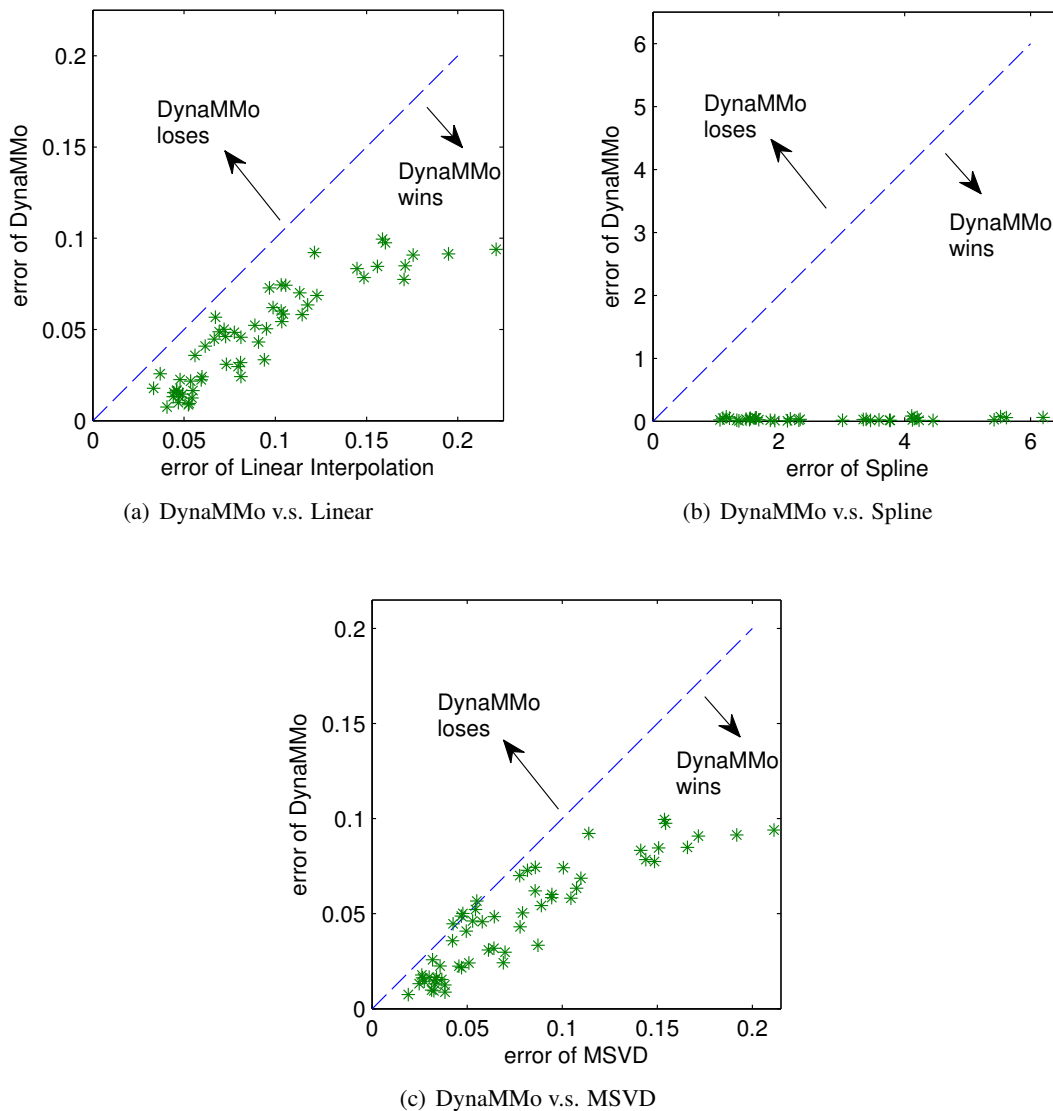 0.2
0.15
0.1
0.05
0
error of DynaMMo
DynaMMo
loses
DynaMMo
wins
0
0.05
0.1
0.15
0.2
error of Linear Interpolation
(a) DynaMMo v.s. Linear
6
5
4
3
2
1
0
error of DynaMMo
DynaMMo
loses
DynaMMo
wins
0
2
4
6
error of Spline
(b) DynaMMo v.s. Spline
0.2
0.15
0.1
0.05
0
error of DynaMMo
DynaMMo
loses
DynaMMo
wins
0
0.05
0.1
0.15
0.2
error of MSVD
(c) DynaMMo v.s. MSVD